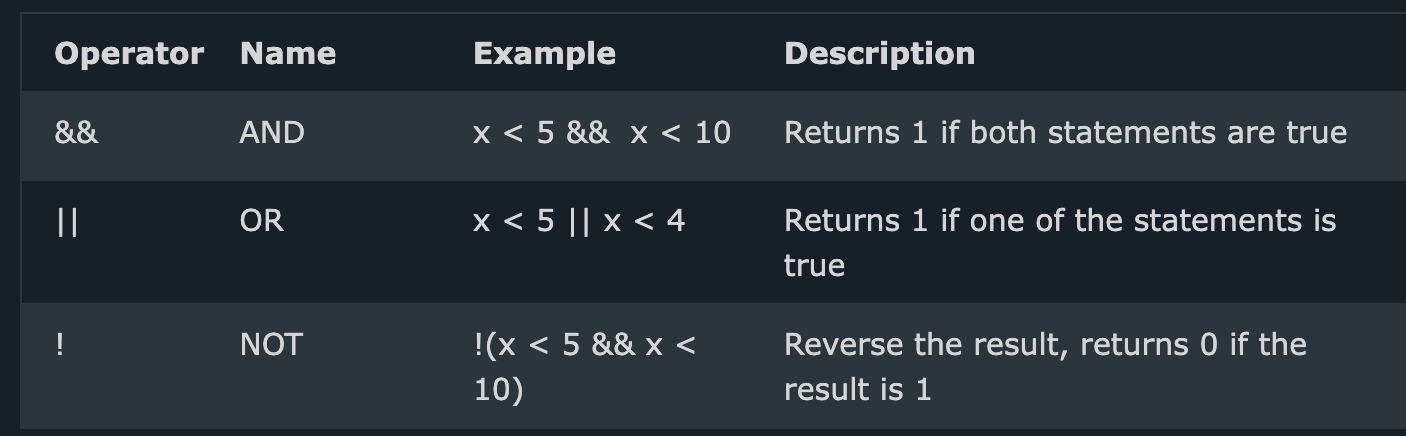 Operator Name Example Description
&& AND x < 5 &&  x < 10 Returns 1 if both statements are true
|| OR x < 5 || x < 4 Returns 1 if one of the statements is
true
! NOT !(x < 5 && x < Reverse the result, returns 0 if the
10) result is 1